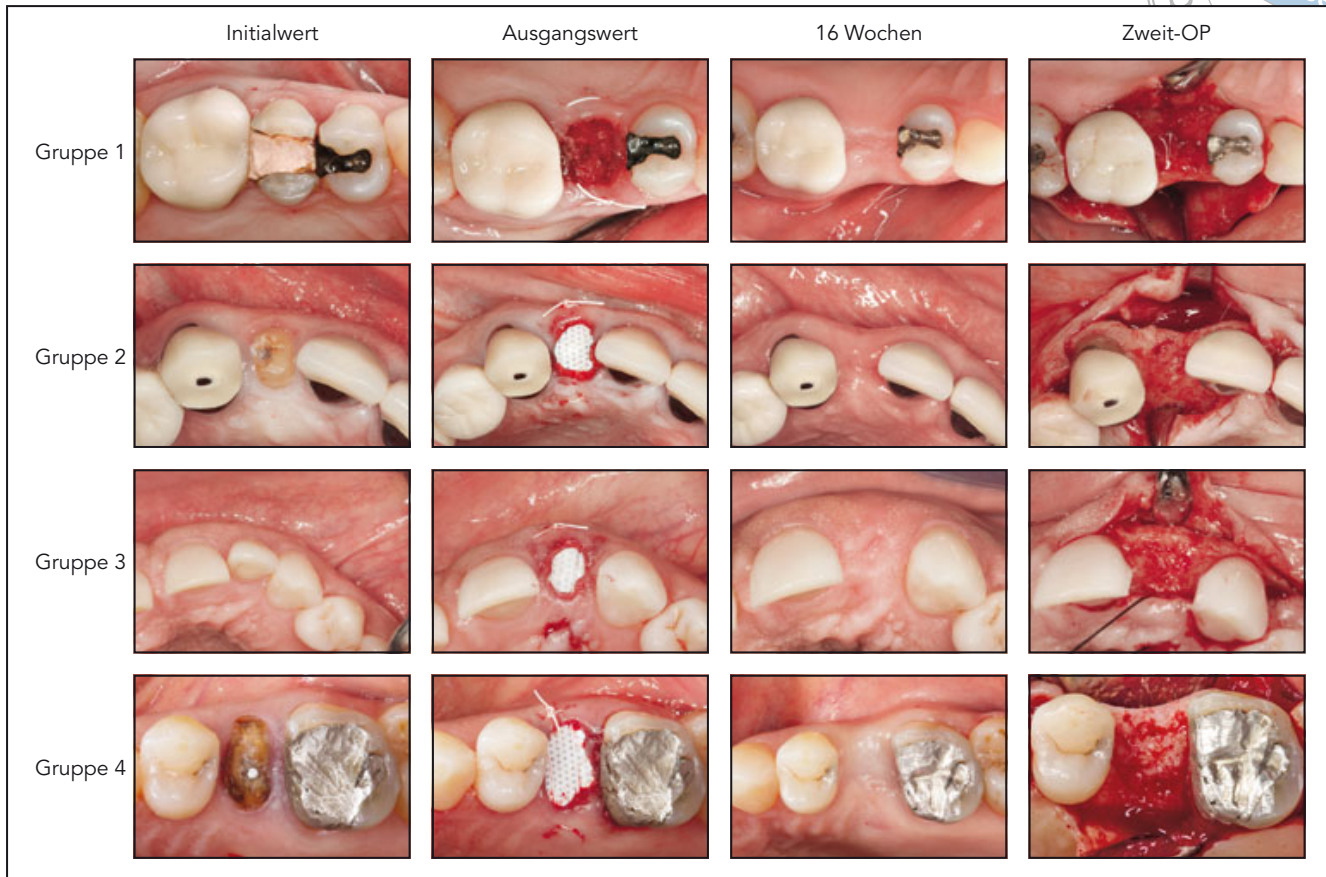 Initialwert
Ausgangswert
16 Wochen
Zweit-OP
Gruppe 1
Gruppe 2
Gruppe 3
Gruppe 4